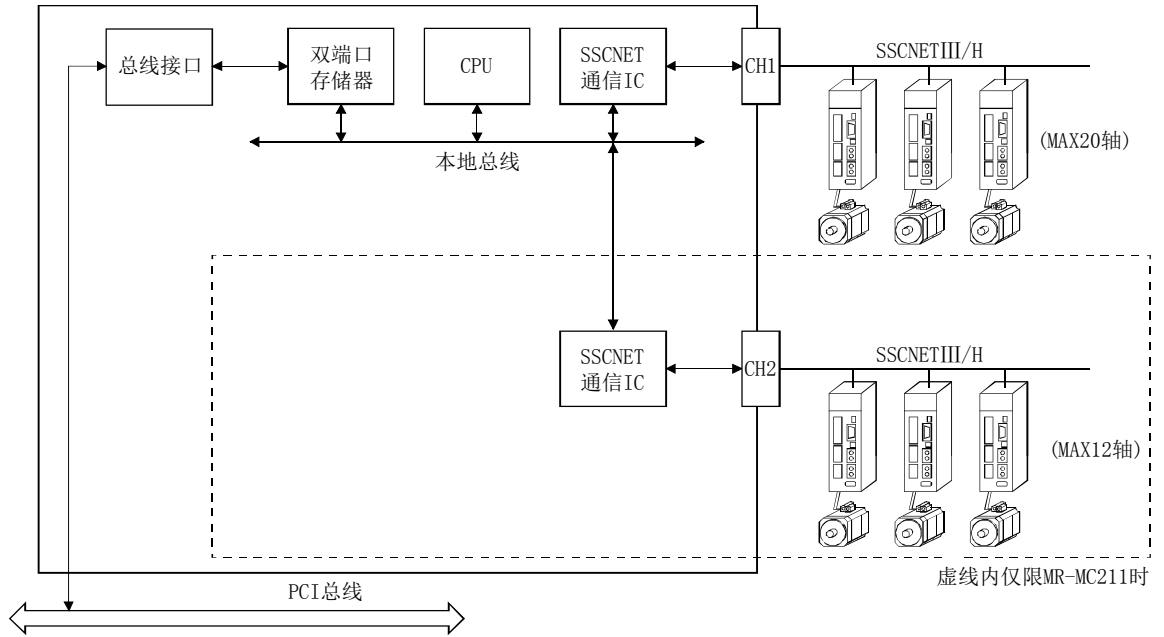 总线接口
双端口
存储器
CPU
SSCNET
通信IC
CH1
SSCNETⅢ/H
(MAX20轴)
本地总线
SSCNET
通信IC
CH2
SSCNETⅢ/H
(MAX12轴)
虚线内仅限MR-MC211时
PCI总线